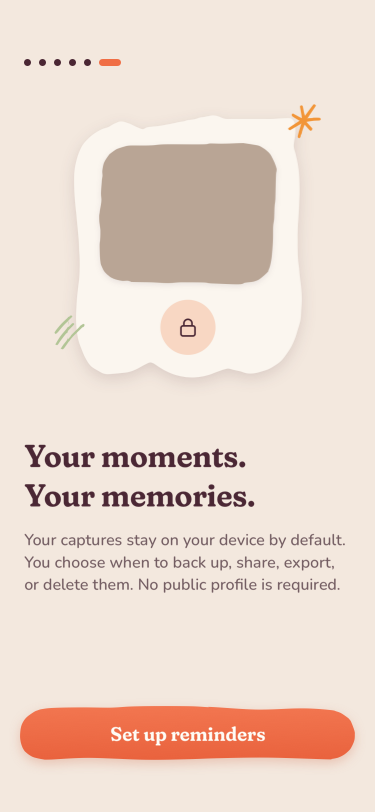 Your moments.
Your memories.
Your captures stay on your device by default.
You choose when to back up, share, export,
or delete them. No public profile is required.
Set up reminders